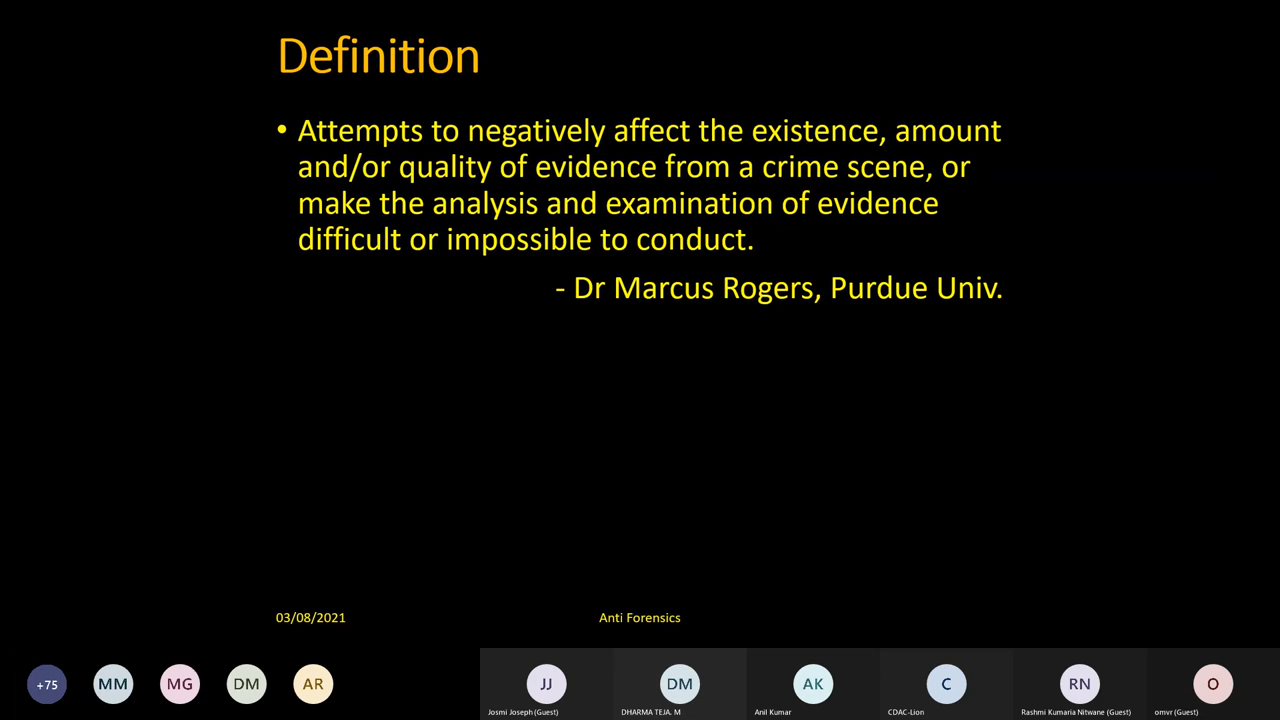 Definition
• Attempts to negatively affect the existence, amount
and/or quality of evidence from a crime scene, or
make the analysis and examination of evidence
difficult or impossible to conduct.
- Dr Marcus Rogers, Purdue Univ.
03/08/2021
Anti Forensics
+75
MM
MG
DM
AR
JJ
DM
AK
C
RN
O
Josmi Joseph (Guest)
DHARMA TEJA. M
Anil Kumar
CDAC-Lion
Rashmi Kumaria Nitwane (Guest)
omvr (Guest)